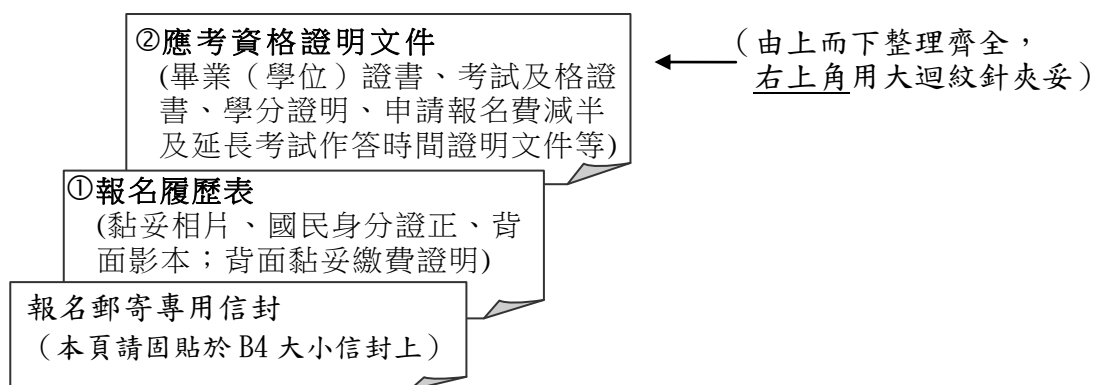 ②應考資格證明文件
(畢業（學位）證書、考試及格證
書、學分證明、申請報名費減半
及延長考試作答時間證明文件等)
（由上而下整理齊全，
右上角用大迴紋針夾妥）
①報名履歷表
(黏妥相片、國民身分證正、背
面影本；背面黏妥繳費證明)
報名郵寄專用信封
（本頁請固貼於 B4 大小信封上）